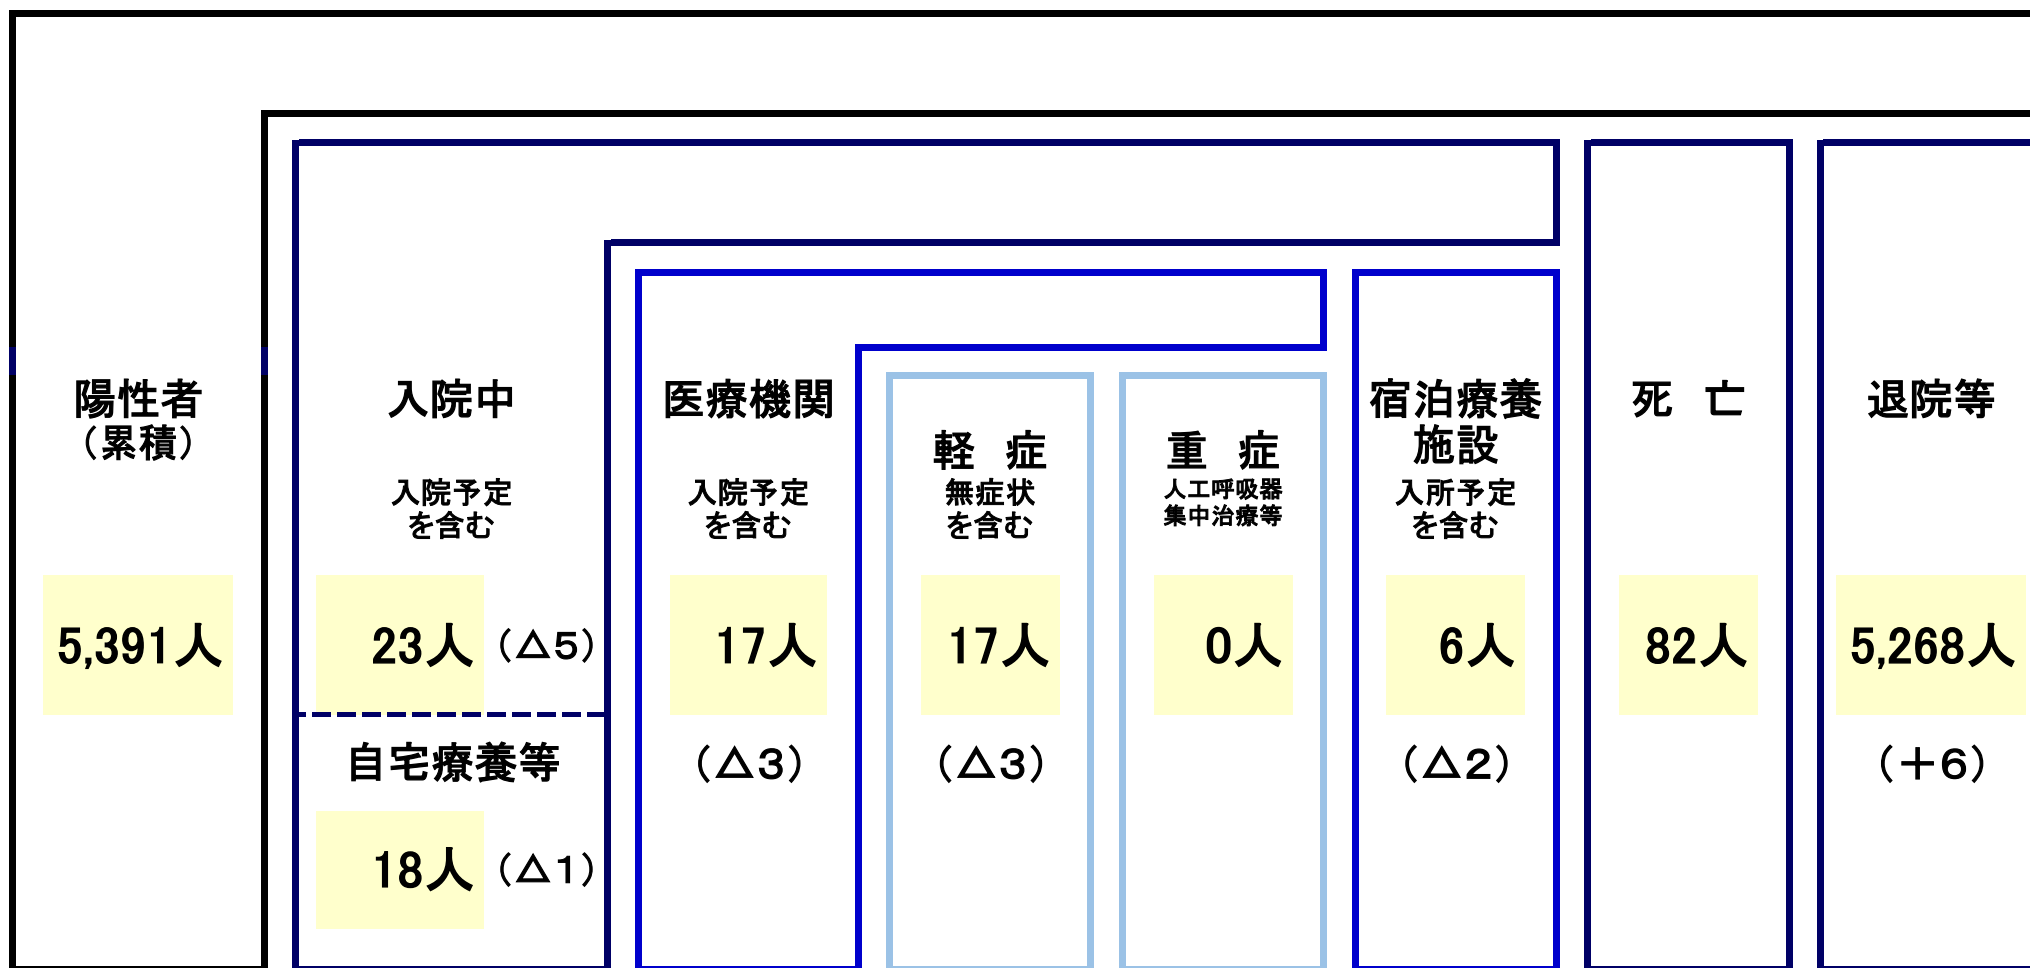 陽性者
（累積）
5,391人
入院中
入院予定
を含む
23人 （△5）
自宅療養等
18人 （△1）
医療機関
入院予定
を含む
17人
（△3）
軽　症
無症状
を含む
17人
（△3）
重　症
人工呼吸器
集中治療等
0人
宿泊療養
施設
入所予定
を含む
6人
（△2）
死　亡
82人
退院等
5,268人
（＋6）